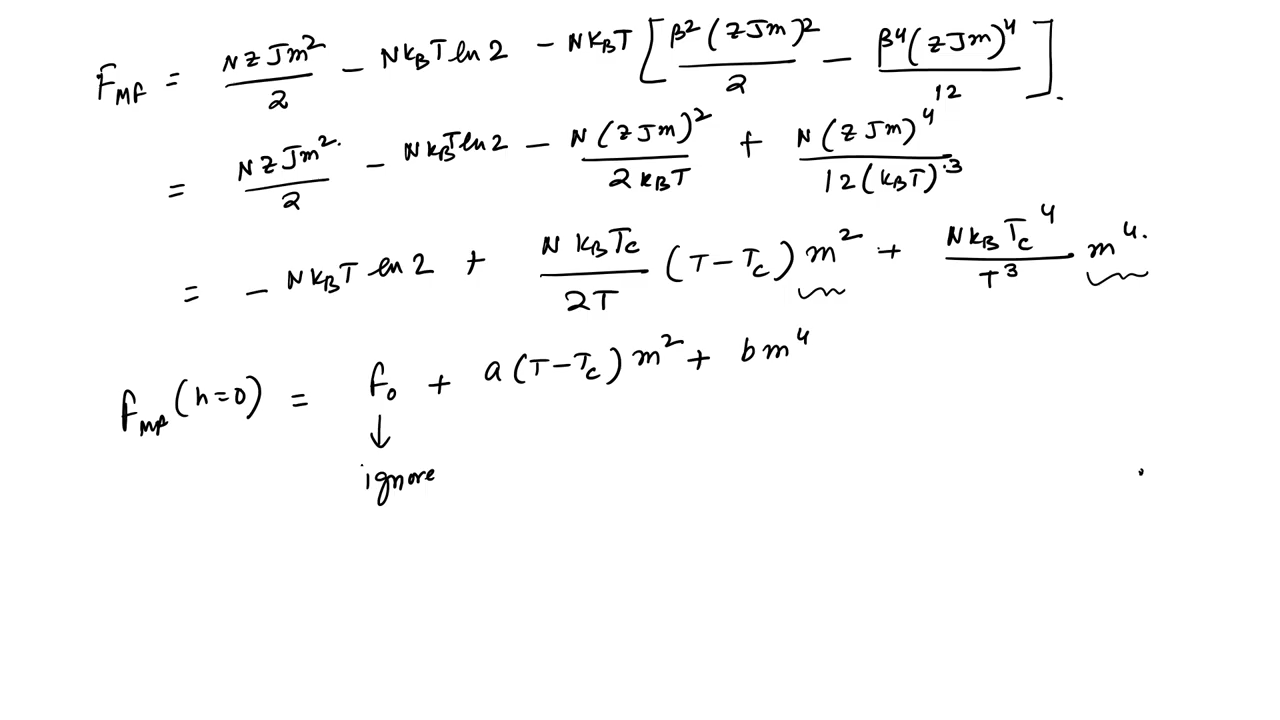 F_MF = NzJm²/2 − Nk_BT ln 2 − Nk_BT [β²(zJm)²/2 − β⁴(zJm)⁴/12].
= NzJm²/2 − Nk_BT ln 2 − N(zJm)²/2k_BT + N(zJm)⁴/12(k_BT)³
= − Nk_BT ln 2 + Nk_BT_c/2T (T−T_c) m² + Nk_BT_c⁴/T³ m⁴.
f_MF (h=0) = f₀ + a(T−T_c) m² + bm⁴
↓
ignore